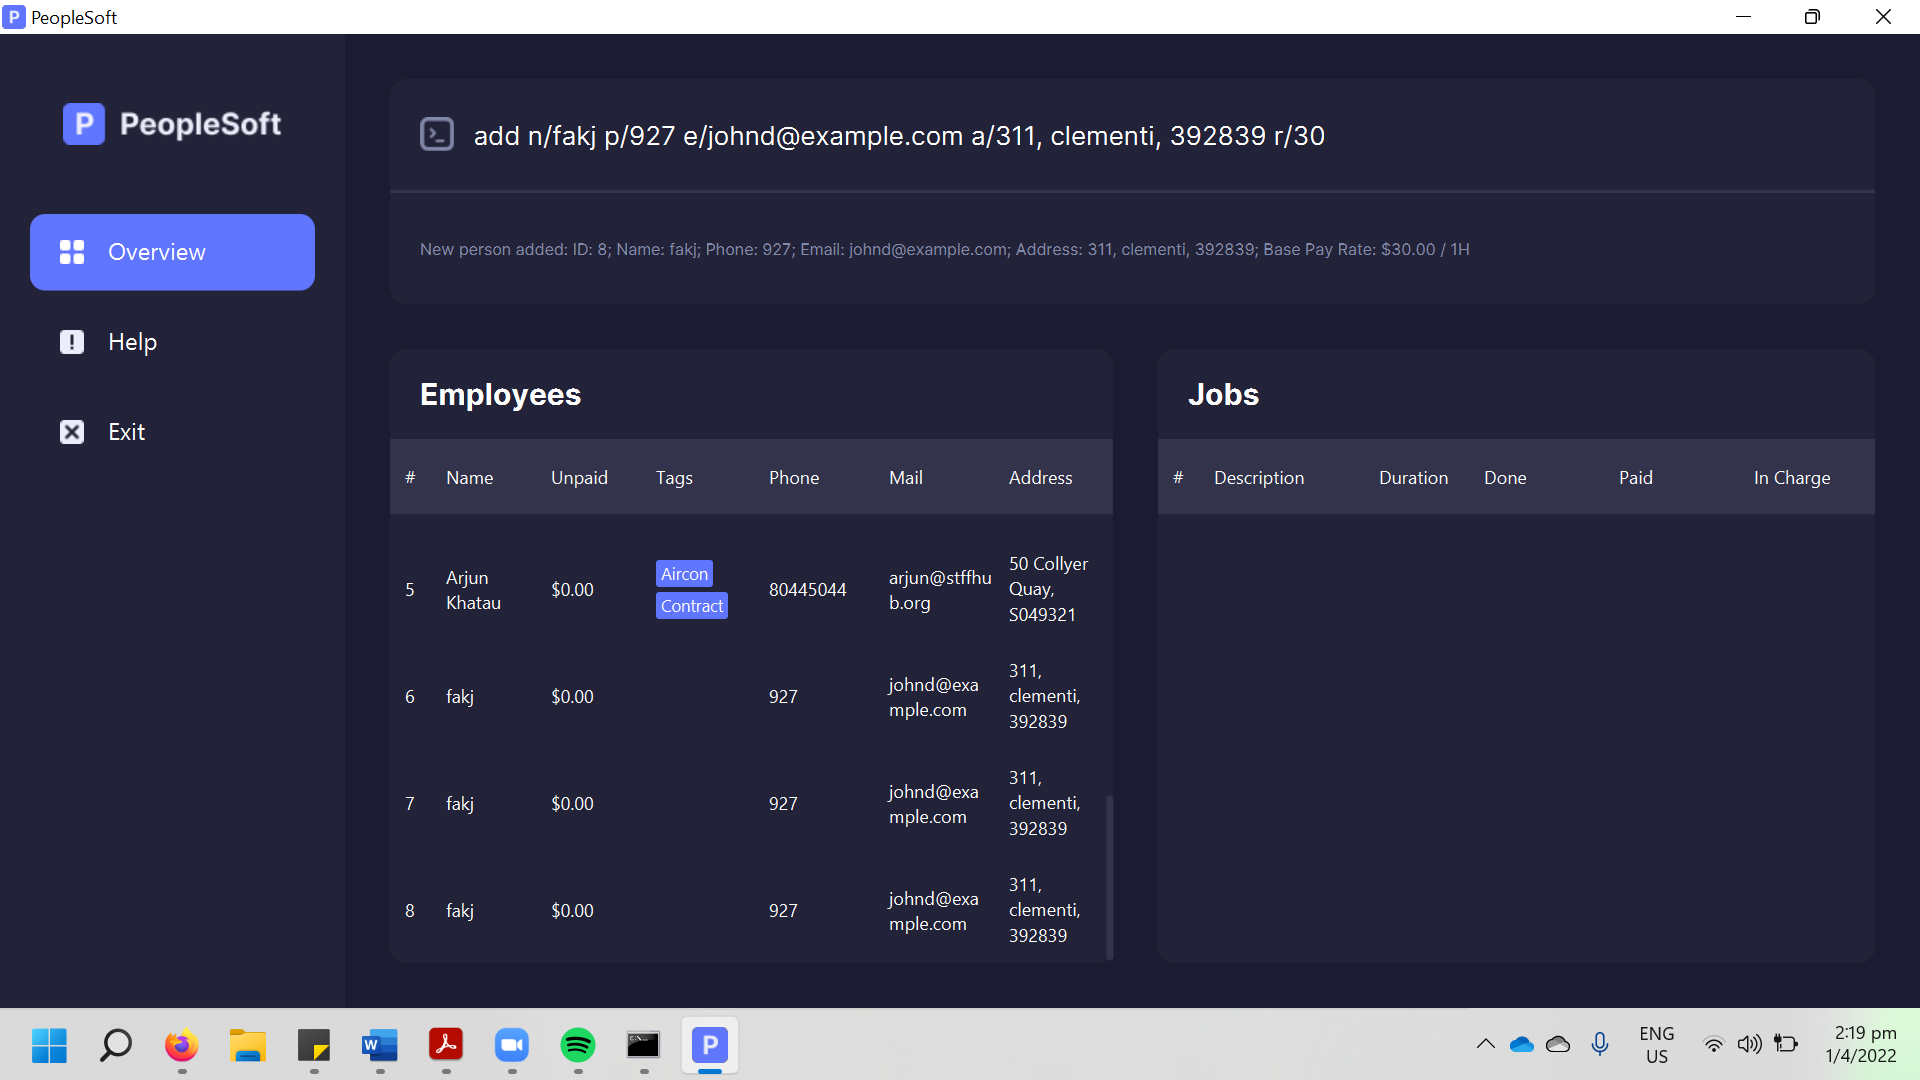 PeopleSoft
PeopleSoft
Overview
Help
Exit
add n/fakj p/927 e/johnd@example.com a/311, clementi, 392839 r/30
New person added: ID: 8; Name: fakj; Phone: 927; Email: johnd@example.com; Address: 311, clementi, 392839; Base Pay Rate: $30.00 / 1H
Employees
# Name Unpaid Tags Phone Mail Address
5 Arjun Khatau $0.00 Aircon Contract 80445044 arjun@stffhub.org 50 Collyer Quay, S049321
6 fakj $0.00 927 johnd@example.com 311, clementi, 392839
7 fakj $0.00 927 johnd@example.com 311, clementi, 392839
8 fakj $0.00 927 johnd@example.com 311, clementi, 392839
Jobs
# Description Duration Done Paid In Charge
ENG
US
2:19 pm
1/4/2022